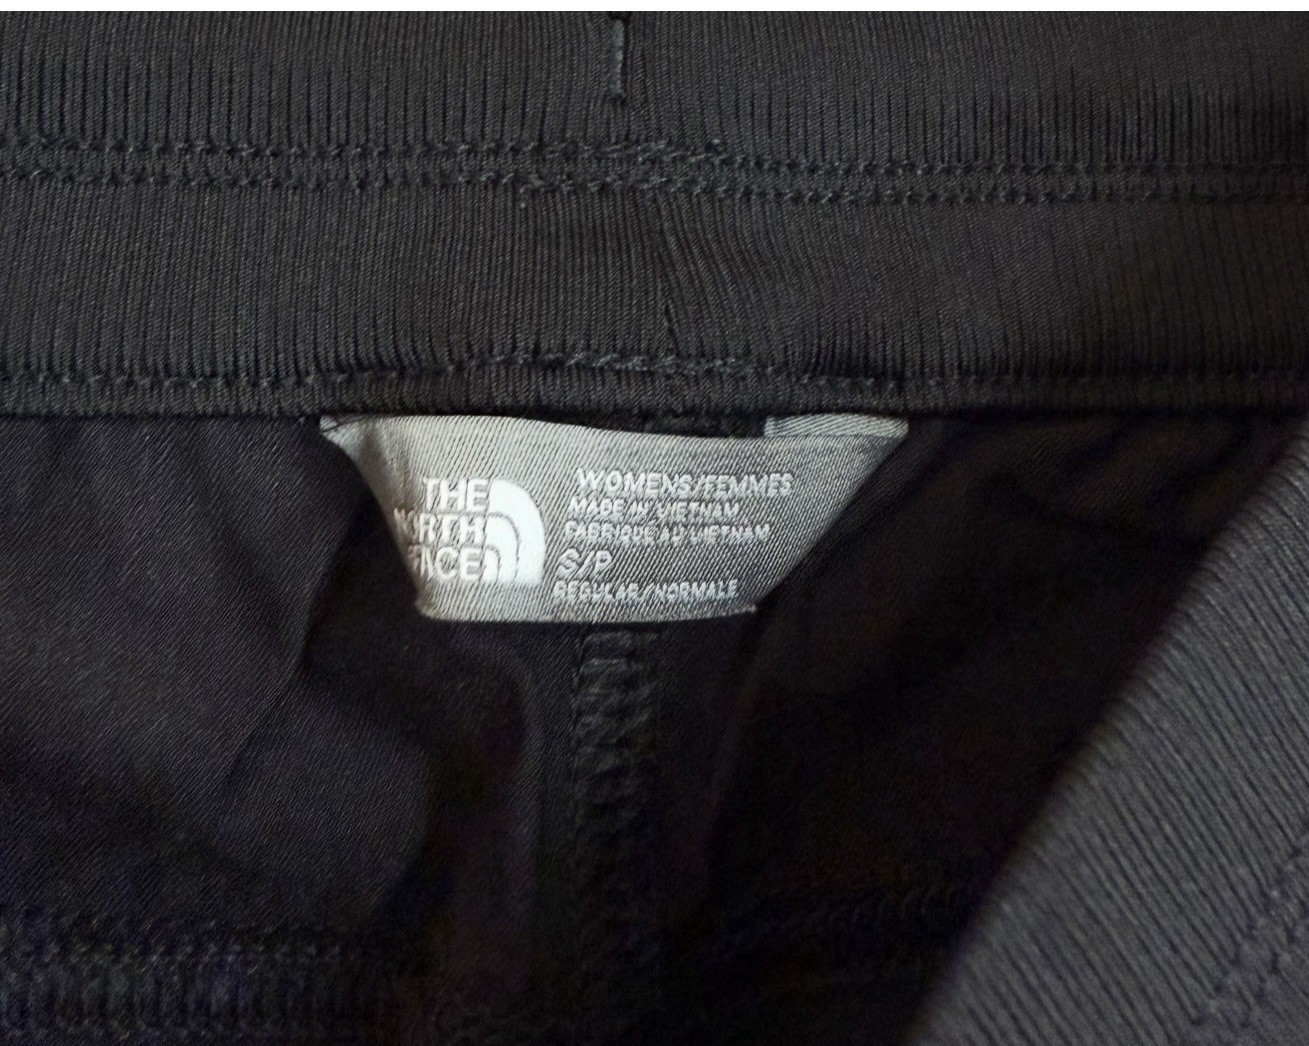 THE
NORTH
FACE
WOMENS/FEMMES
MADE IN VIETNAM
FABRIQUE AU VIETNAM
S/P
REGULAR/NORMALE